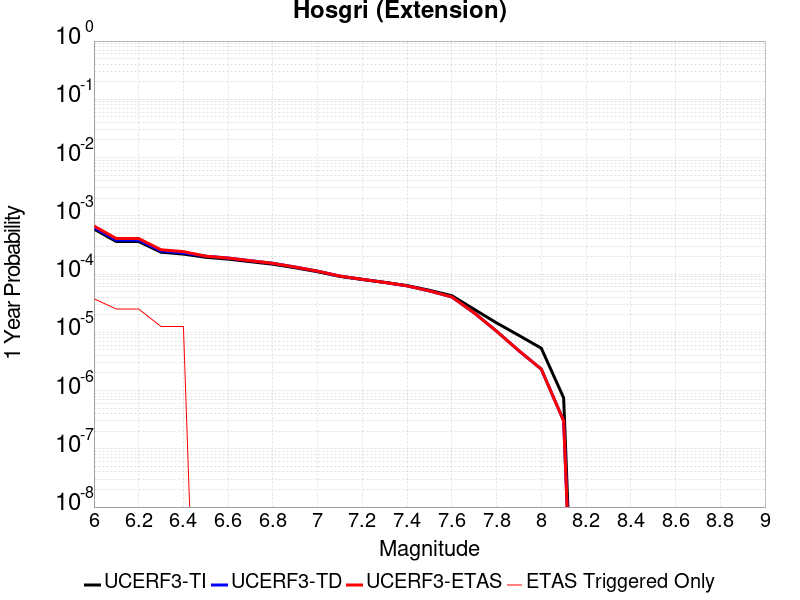 Hosgri (Extension)
10^0
10^-1
10^-2
10^-3
10^-4
10^-5
10^-6
10^-7
10^-8
1 Year Probability
6 6.2 6.4 6.6 6.8 7 7.2 7.4 7.6 7.8 8 8.2 8.4 8.6 8.8 9
Magnitude
UCERF3-TI UCERF3-TD UCERF3-ETAS ETAS Triggered Only